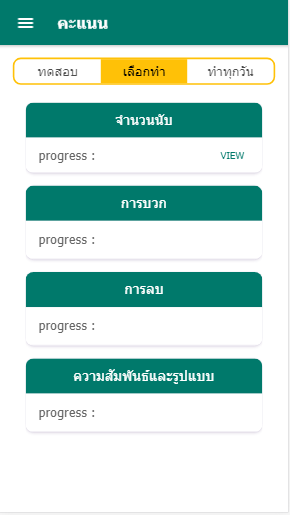 คะแนน
ทดสอบ เลือกทำ ทำทุกวัน
จำนวนนับ
progress : VIEW
การบวก
progress :
การลบ
progress :
ความสัมพันธ์และรูปแบบ
progress :